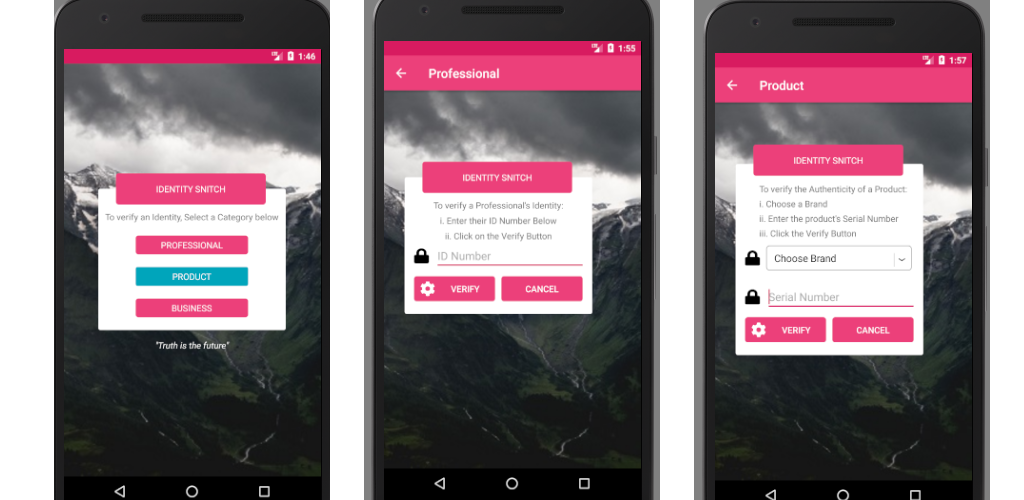 1:46
IDENTITY SNITCH
To verify an Identity, Select a Category below
PROFESSIONAL
PRODUCT
BUSINESS
"Truth is the future"
1:55
Professional
IDENTITY SNITCH
To verify a Professional's Identity:
i. Enter their ID Number Below
ii. Click on the Verify Button
ID Number
VERIFY CANCEL
1:57
Product
IDENTITY SNITCH
To verify the Authenticity of a Product:
i. Choose a Brand
ii. Enter the product's Serial Number
iii. Click the Verify Button
Choose Brand
Serial Number
VERIFY CANCEL